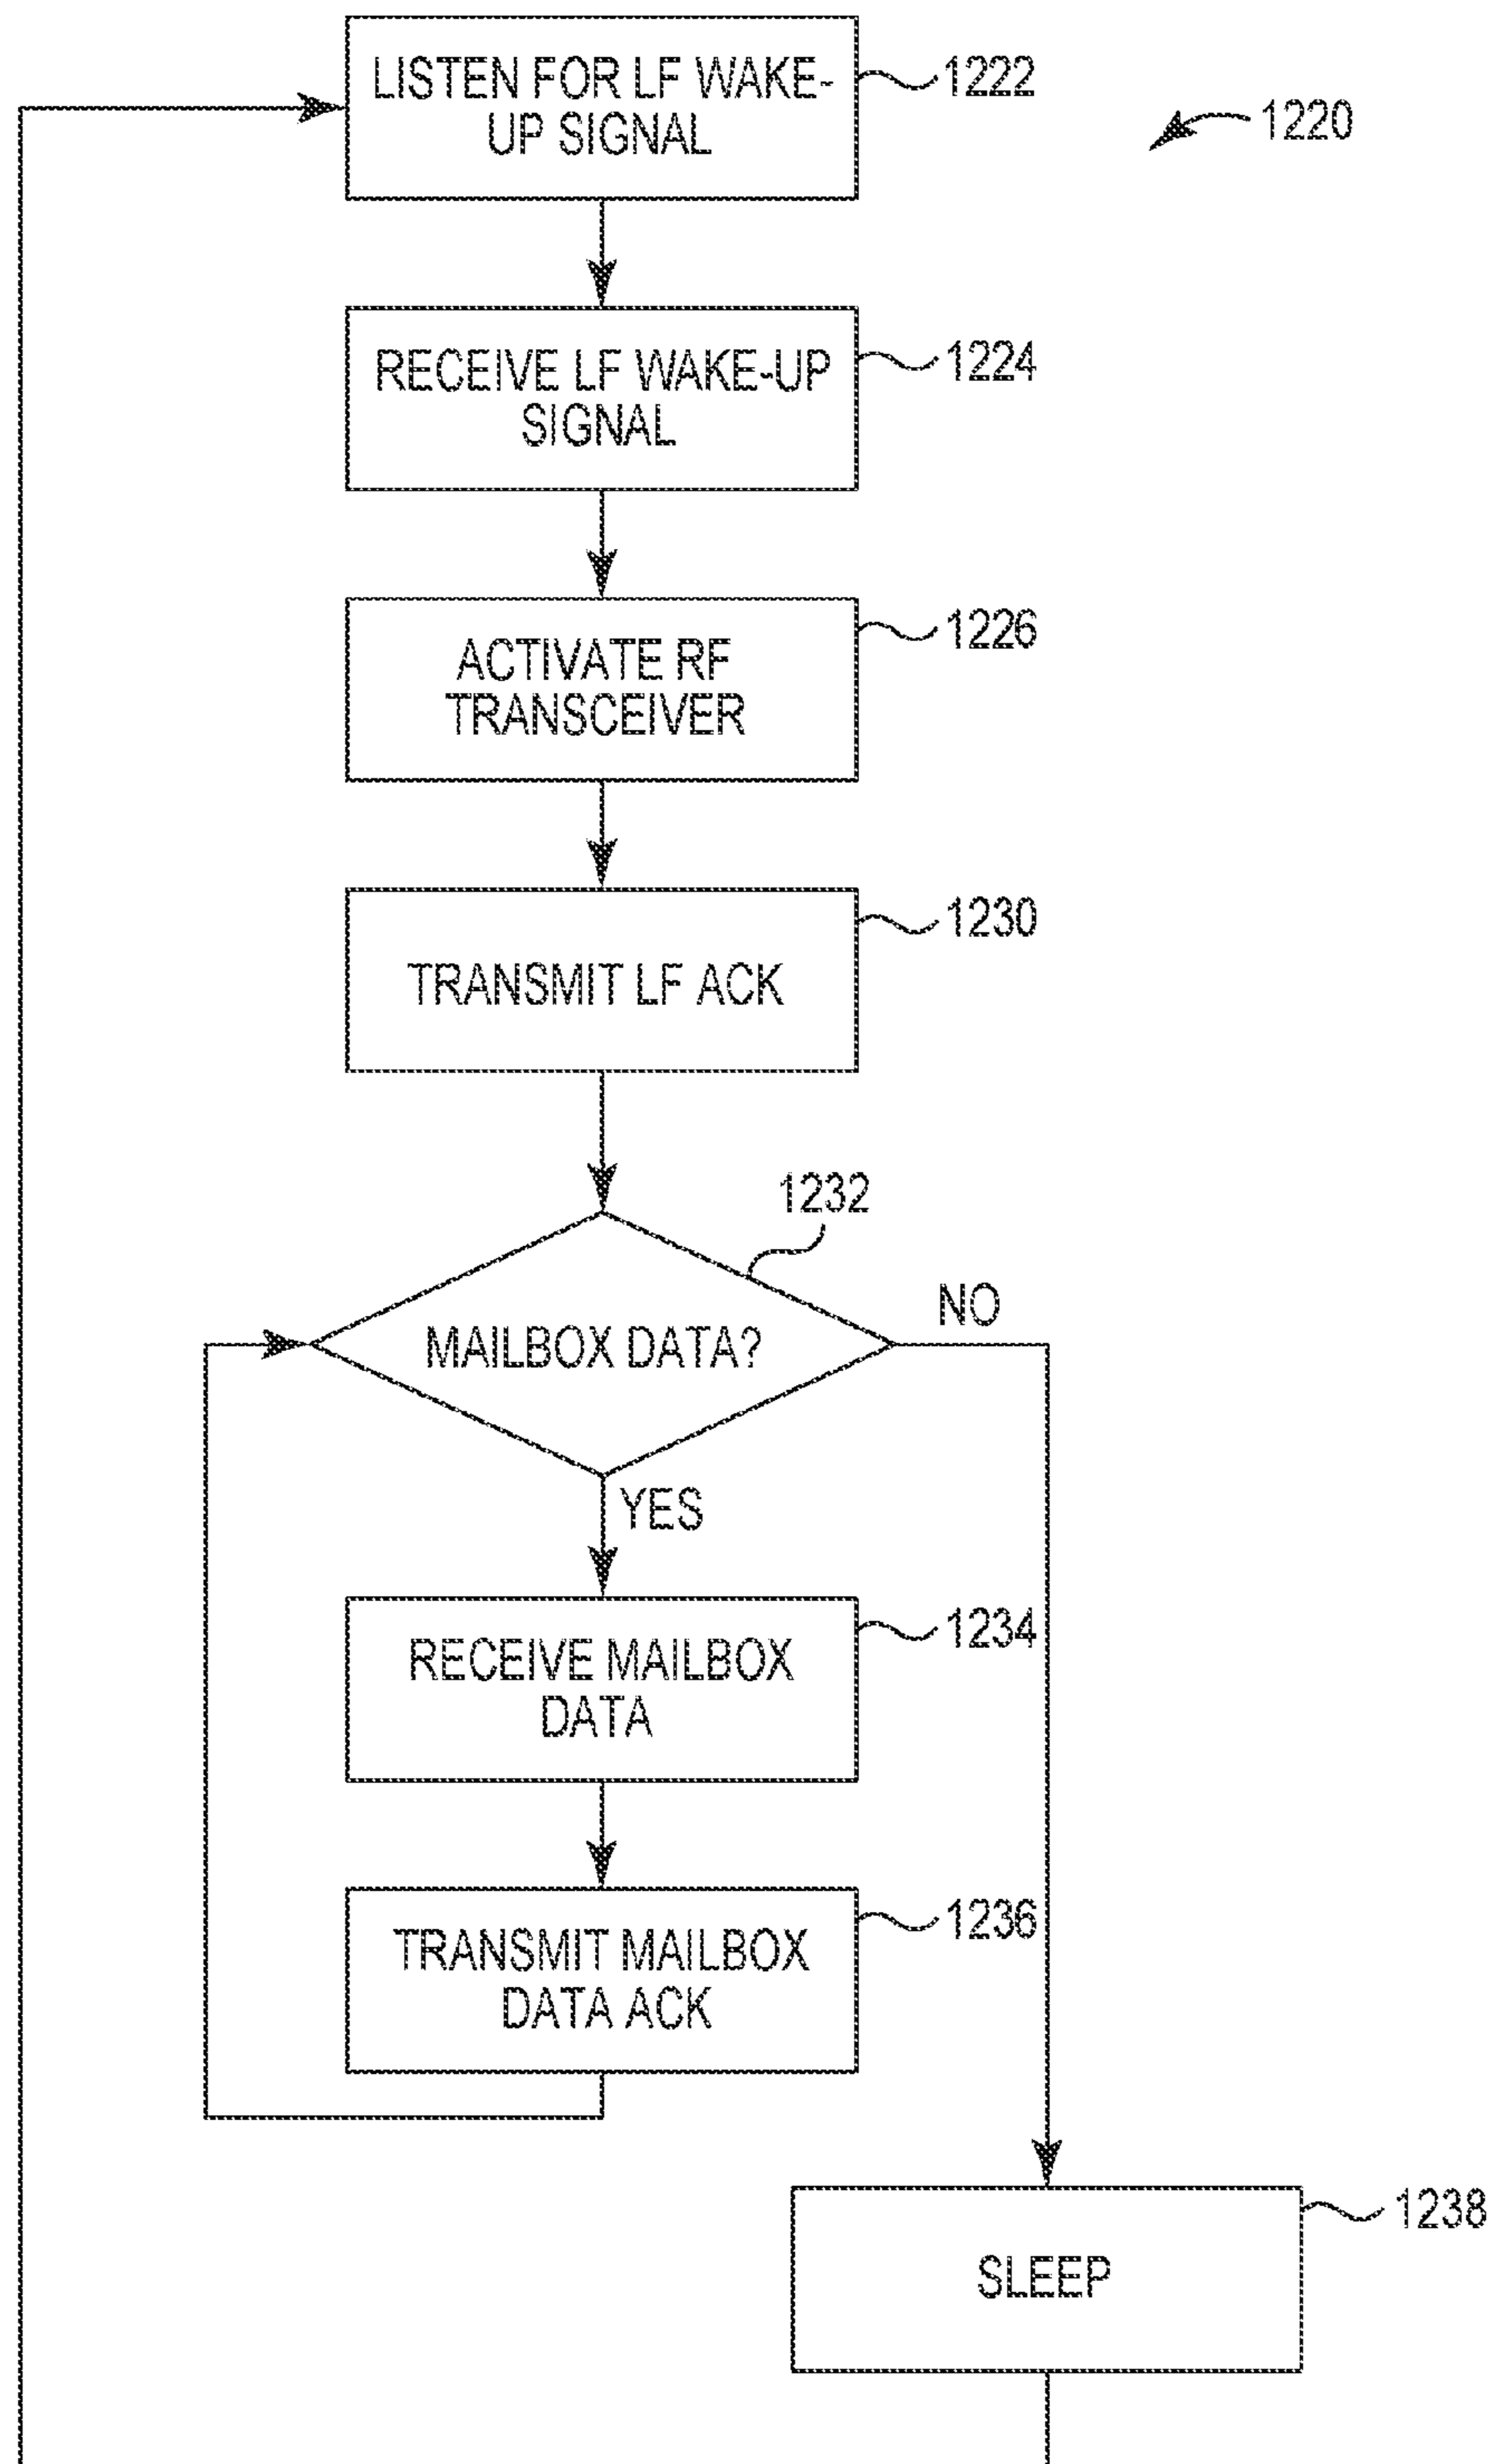 LISTEN FOR LF WAKE-
UP SIGNAL
1222
1220
RECEIVE LF WAKE-UP
SIGNAL
1224
ACTIVATE RF
TRANSCEIVER
1226
TRANSMIT LF ACK
1230
1232
MAILBOX DATA?
NO
YES
RECEIVE MAILBOX
DATA
1234
TRANSMIT MAILBOX
DATA ACK
1236
SLEEP
1238